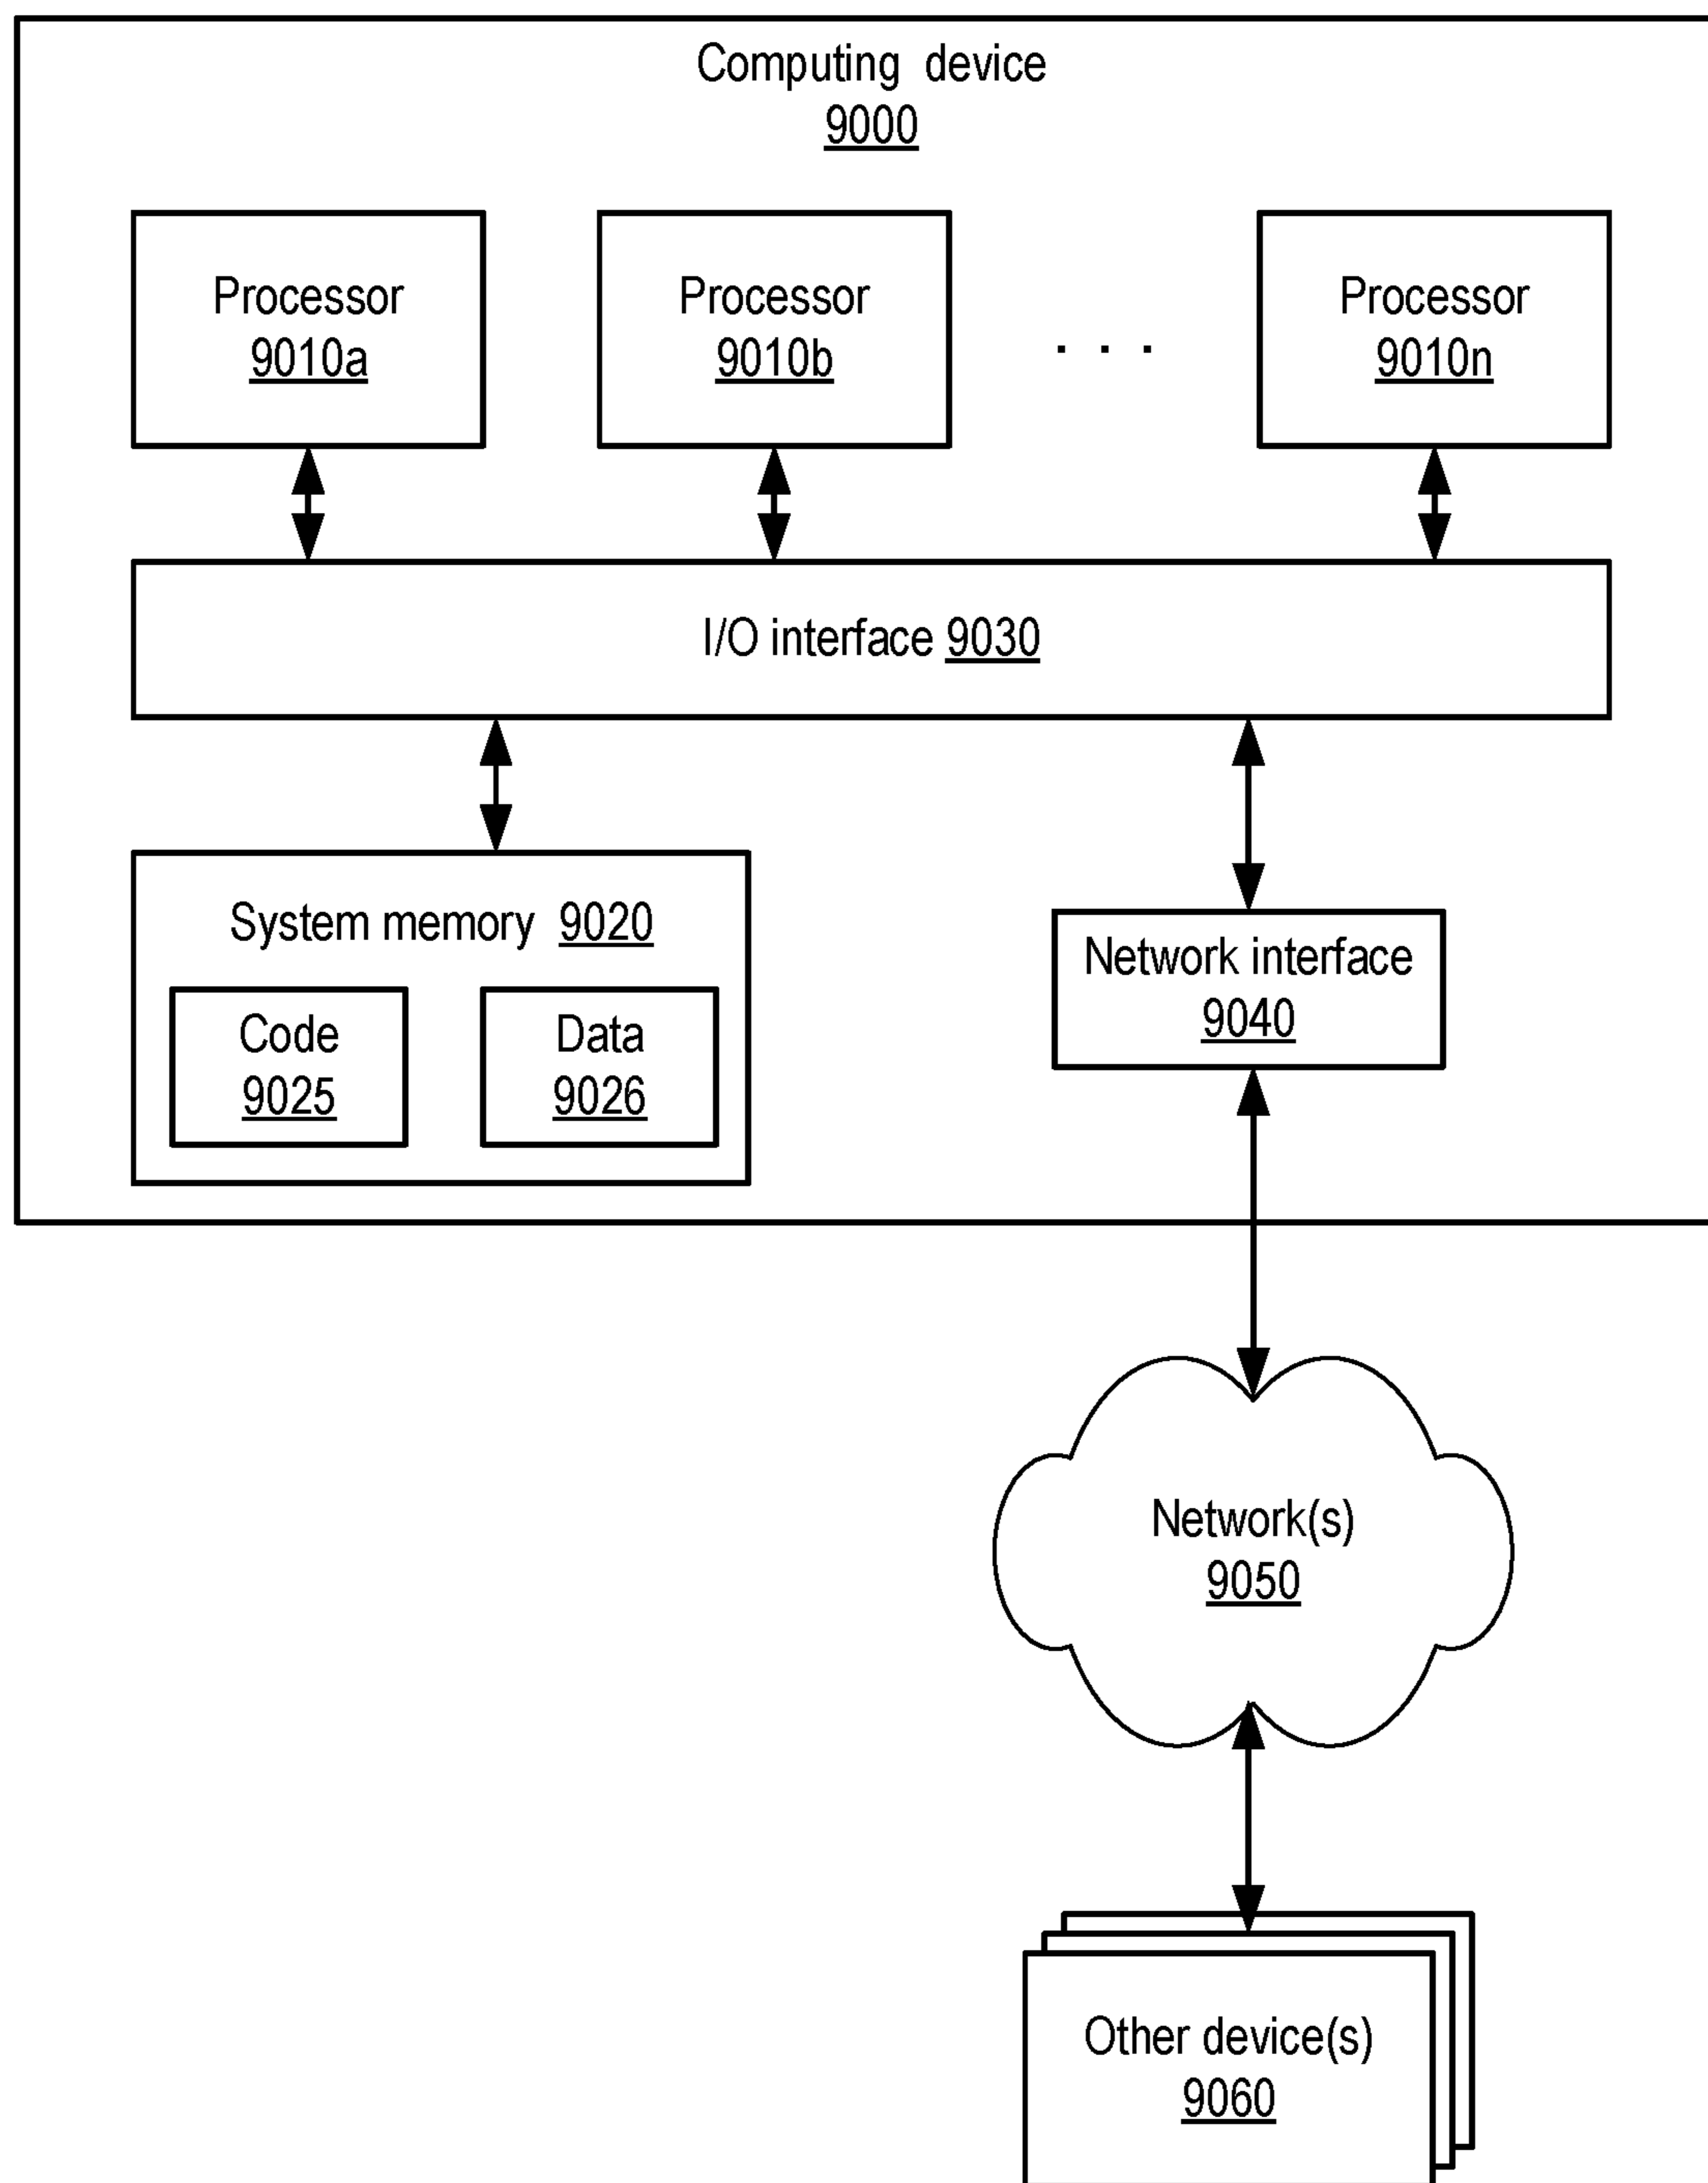 Computing device
9000
Processor
9010a
Processor
9010b
. . .
Processor
9010n
I/O interface 9030
System memory 9020
Code
9025
Data
9026
Network interface
9040
Network(s)
9050
Other device(s)
9060